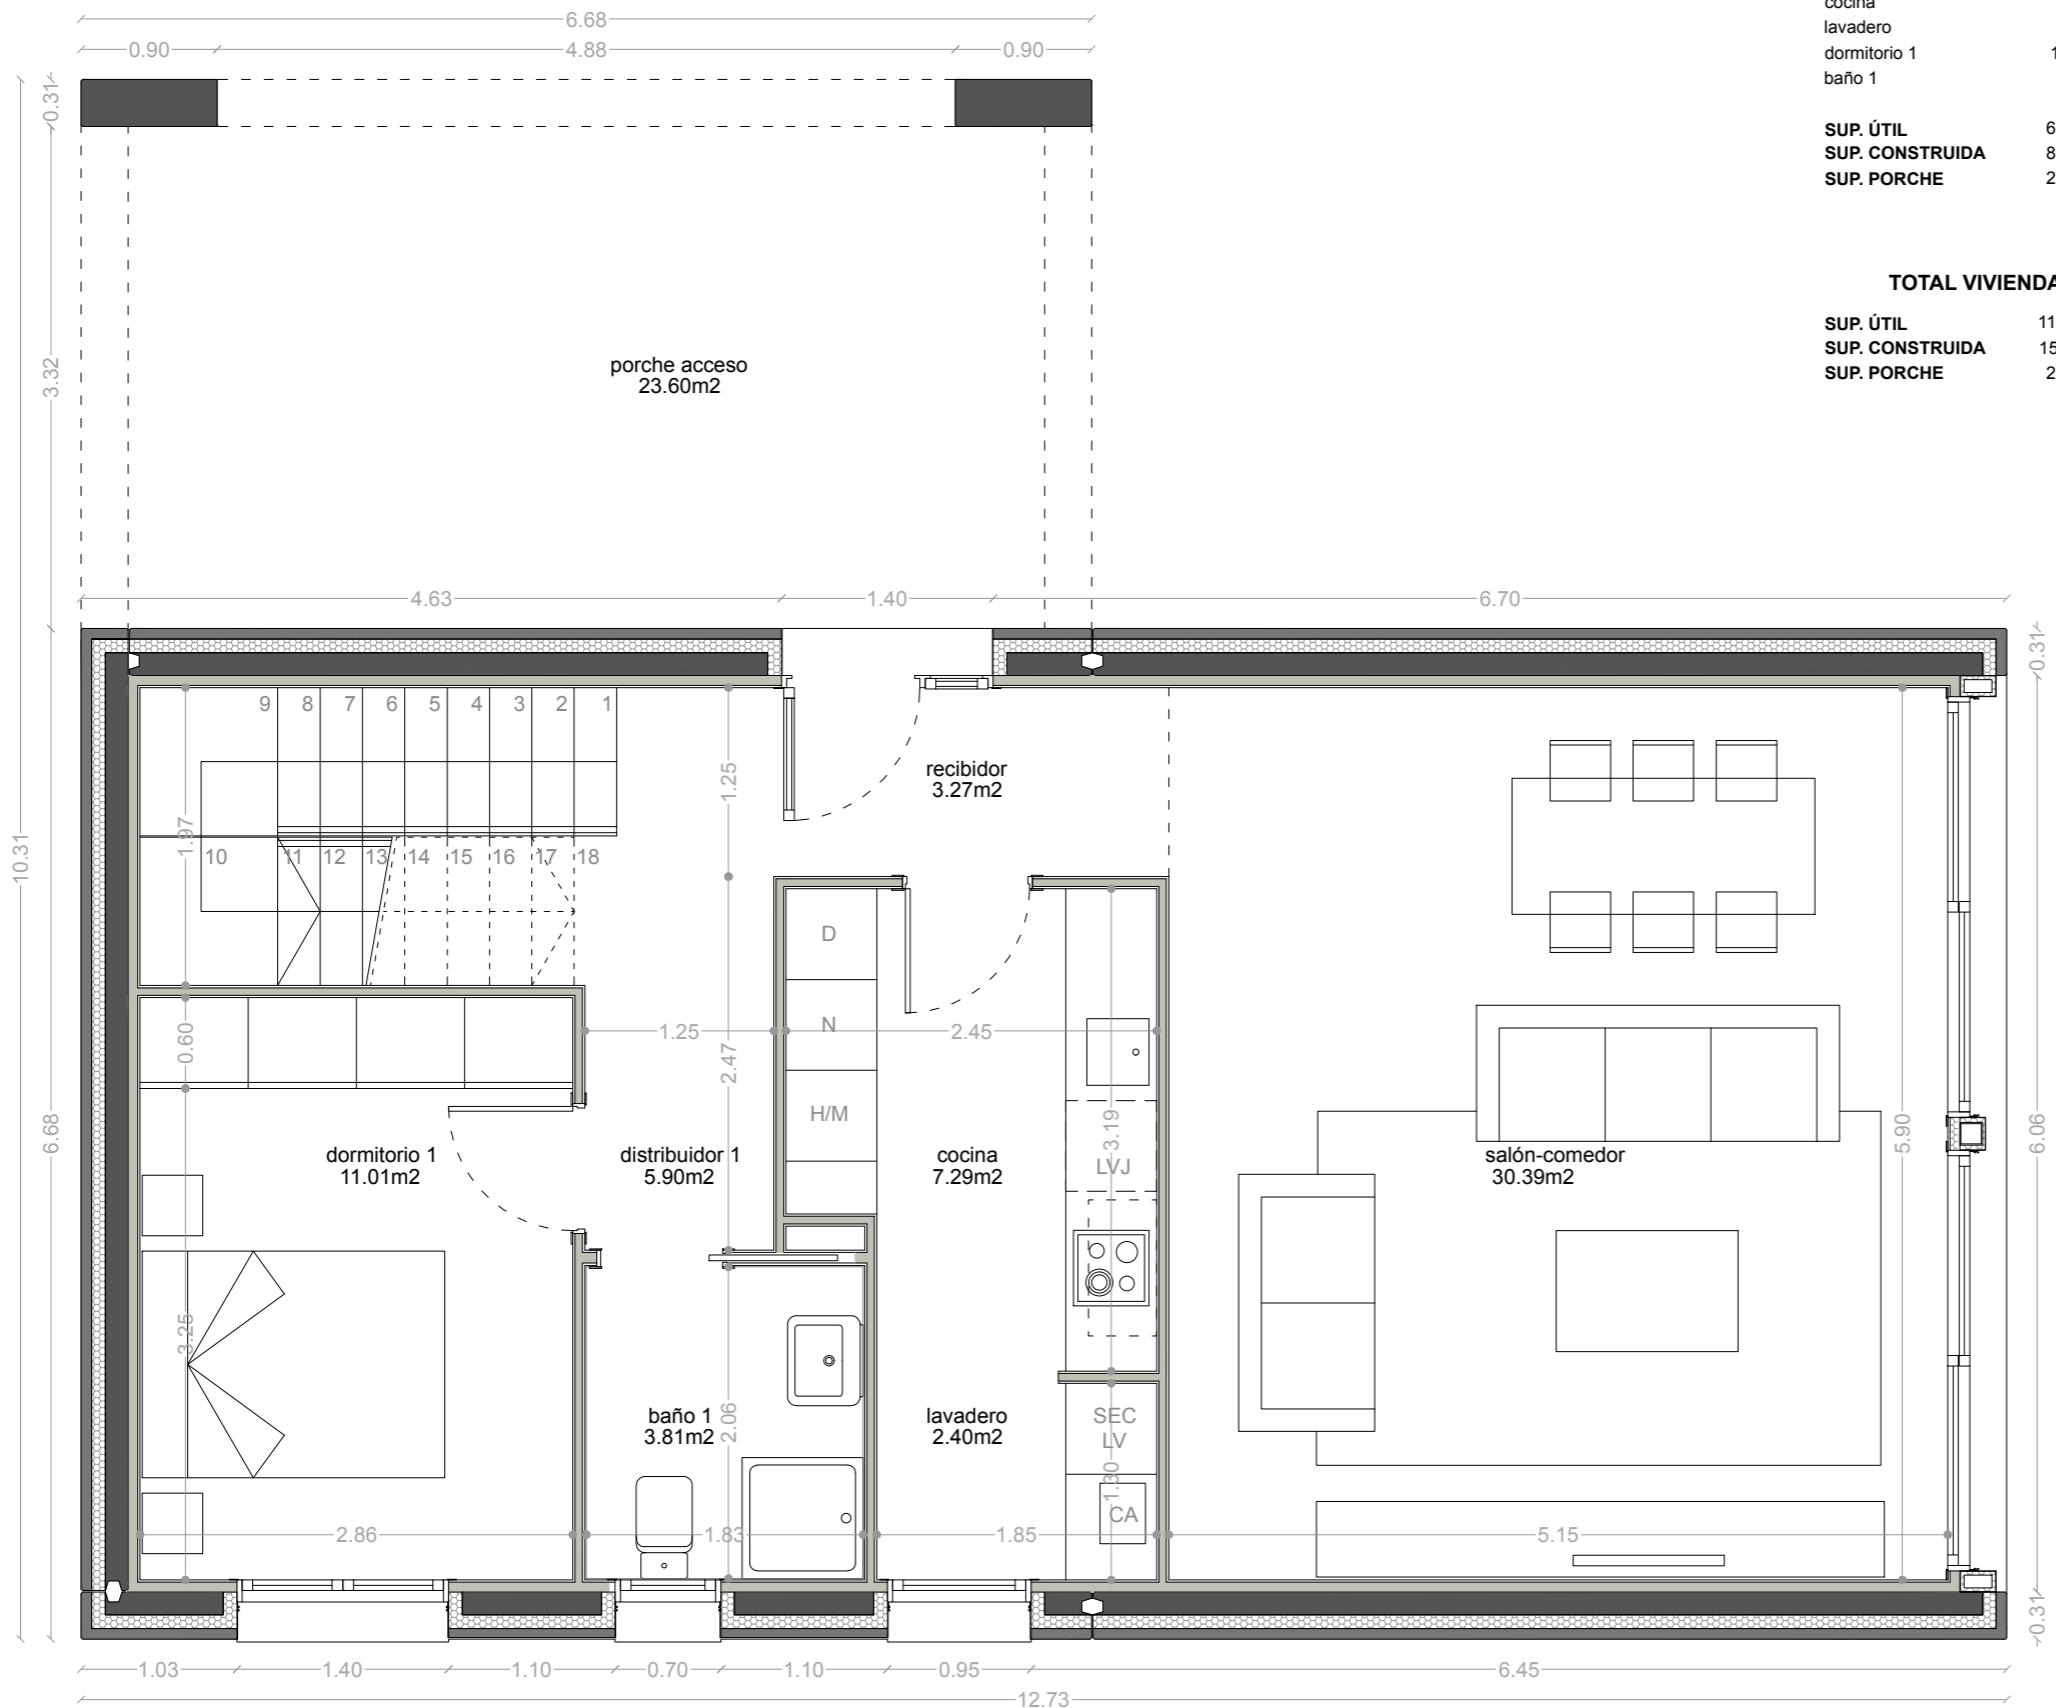 6.68
0.90
4.88
0.90
cocina
lavadero
dormitorio 1
baño 1
SUP. ÚTIL
SUP. CONSTRUIDA
SUP. PORCHE
TOTAL VIVIENDA
SUP. ÚTIL
SUP. CONSTRUIDA
SUP. PORCHE
0.31
3.32
porche acceso
23.60m2
4.63
1.40
6.70
0.31
9 8 7 6 5 4 3 2 1
1.25
recibidor
3.27m2
1.97
10 11 12 13 14 15 16 17 18
10.31
D
N
H/M
0.60
1.25
2.45
2.47
6.68
3.19
LVJ
5.90
6.06
dormitorio 1
11.01m2
distribuidor 1
5.90m2
cocina
7.29m2
salón-comedor
30.39m2
3.25
baño 1
3.81m2
2.06
lavadero
2.40m2
SEC
LV
1.30
CA
2.86
1.83
1.85
5.15
0.31
1.03
1.40
1.10
0.70
1.10
0.95
6.45
12.73